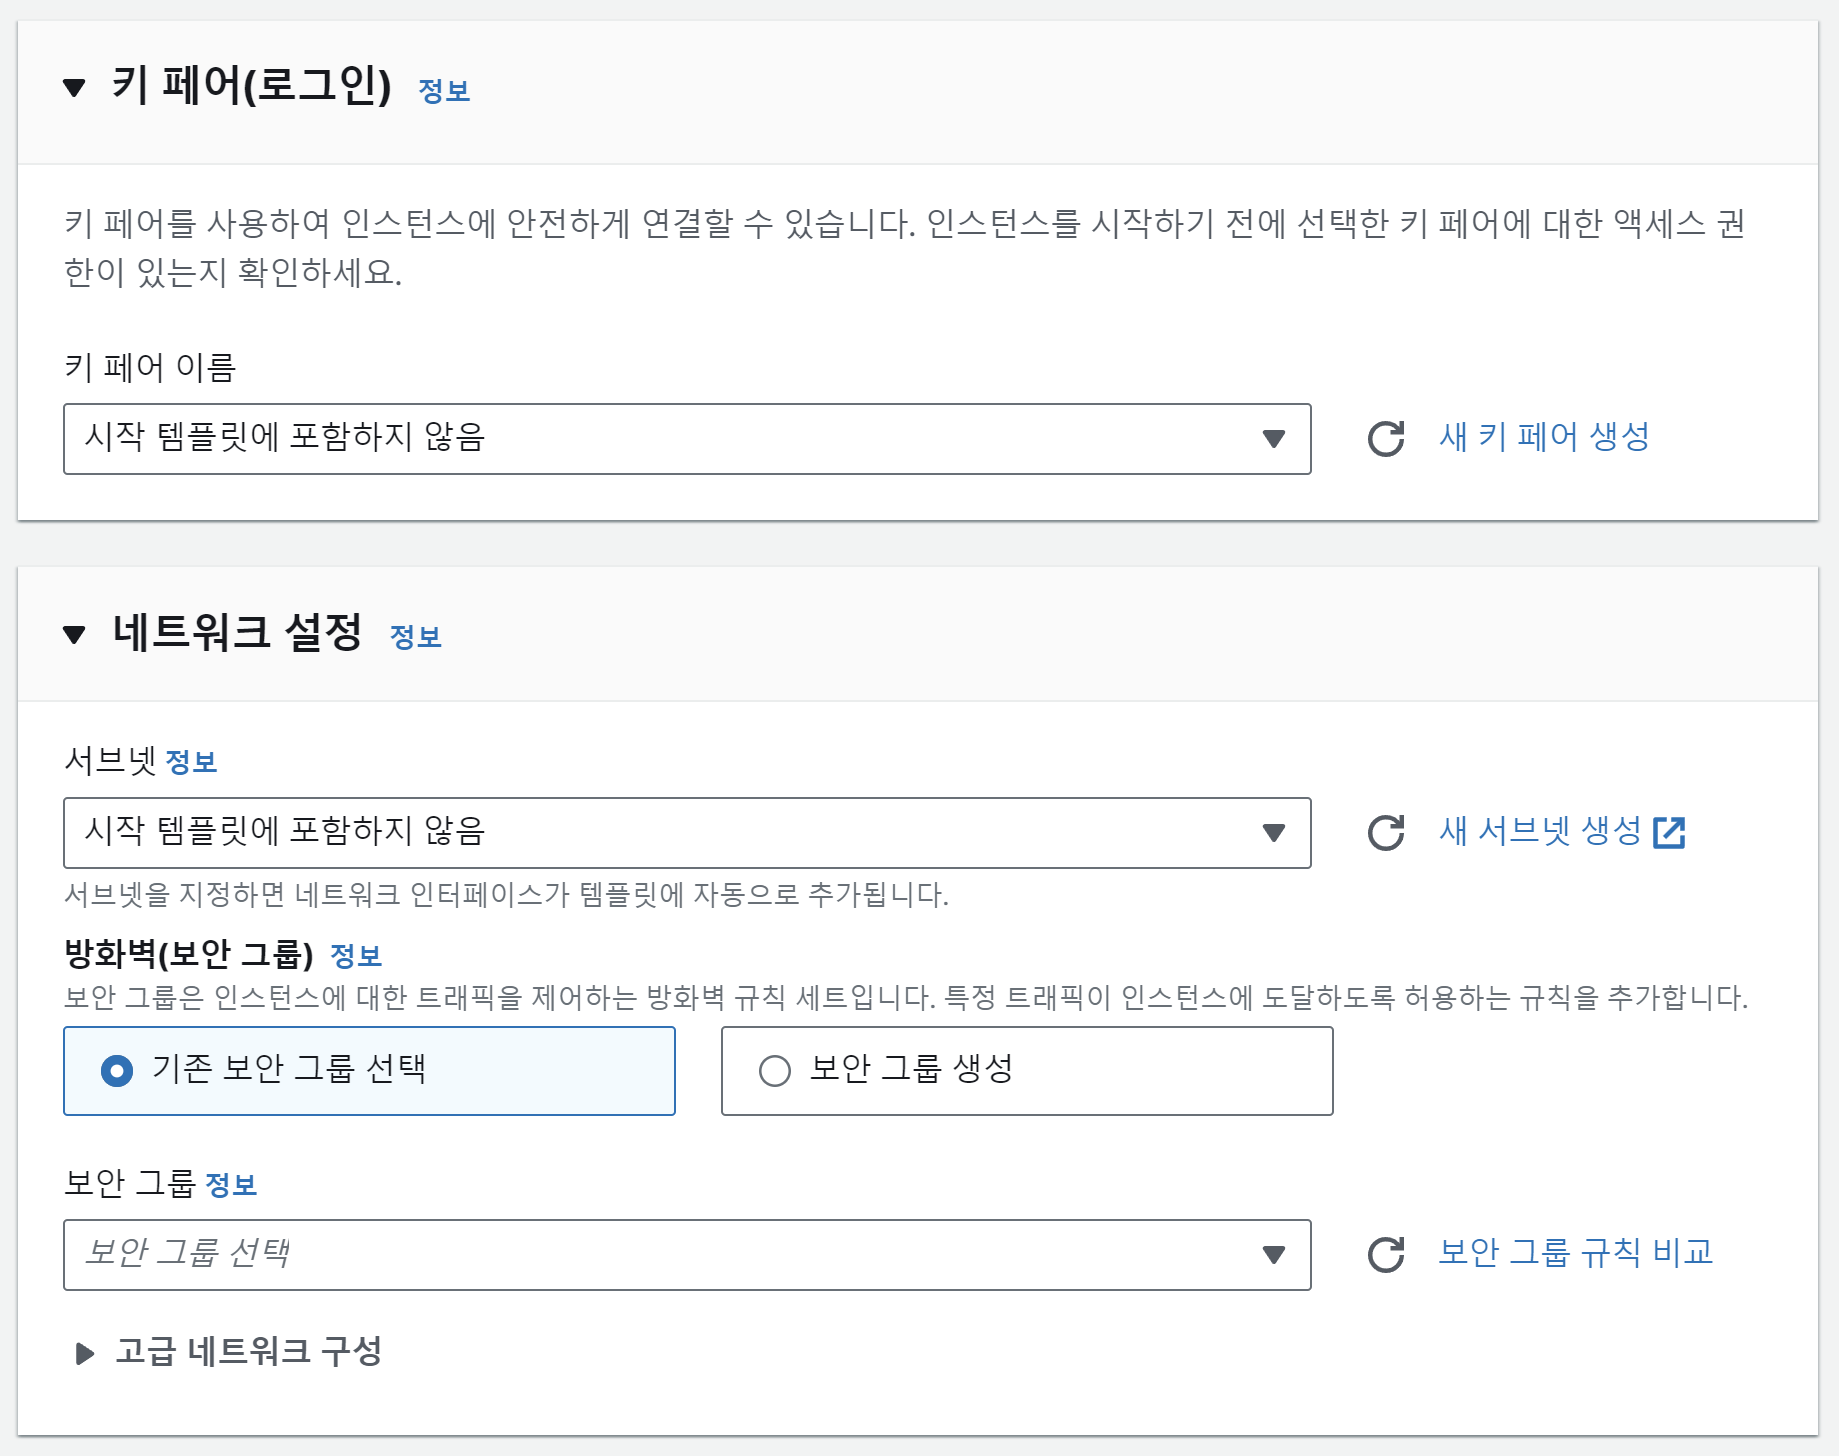 키 페어(로그인) 정보
키 페어를 사용하여 인스턴스에 안전하게 연결할 수 있습니다. 인스턴스를 시작하기 전에 선택한 키 페어에 대한 액세스 권
한이 있는지 확인하세요.
키 페어 이름
시작 템플릿에 포함하지 않음
새 키 페어 생성
네트워크 설정 정보
서브넷 정보
시작 템플릿에 포함하지 않음
새 서브넷 생성
서브넷을 지정하면 네트워크 인터페이스가 템플릿에 자동으로 추가됩니다.
방화벽(보안 그룹) 정보
보안 그룹은 인스턴스에 대한 트래픽을 제어하는 방화벽 규칙 세트입니다. 특정 트래픽이 인스턴스에 도달하도록 허용하는 규칙을 추가합니다.
기존 보안 그룹 선택
보안 그룹 생성
보안 그룹 정보
보안 그룹 선택
보안 그룹 규칙 비교
고급 네트워크 구성